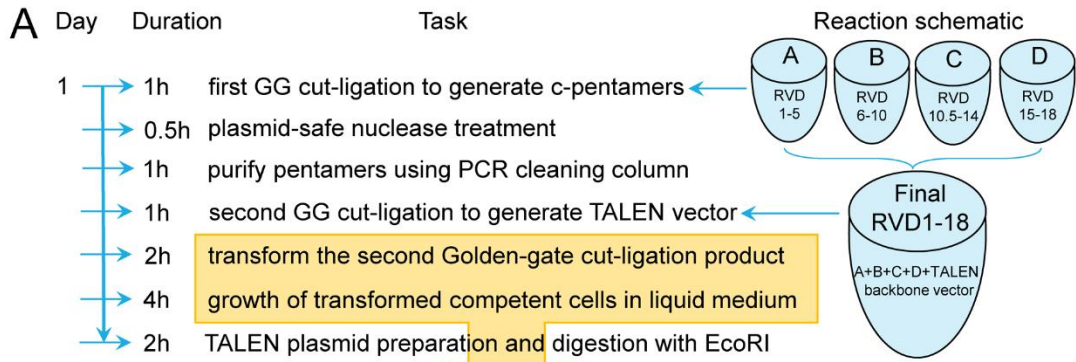 A
Day Duration Task
Reaction schematic
1 1h first GG cut-ligation to generate c-pentamers
0.5h plasmid-safe nuclease treatment
1h purify pentamers using PCR cleaning column
1h second GG cut-ligation to generate TALEN vector
2h transform the second Golden-gate cut-ligation product
4h growth of transformed competent cells in liquid medium
2h TALEN plasmid preparation and digestion with EcoRI
A
RVD
1-5
B
RVD
6-10
C
RVD
10.5-14
D
RVD
15-18
Final
RVD1-18
A+B+C+D+TALEN
backbone vector